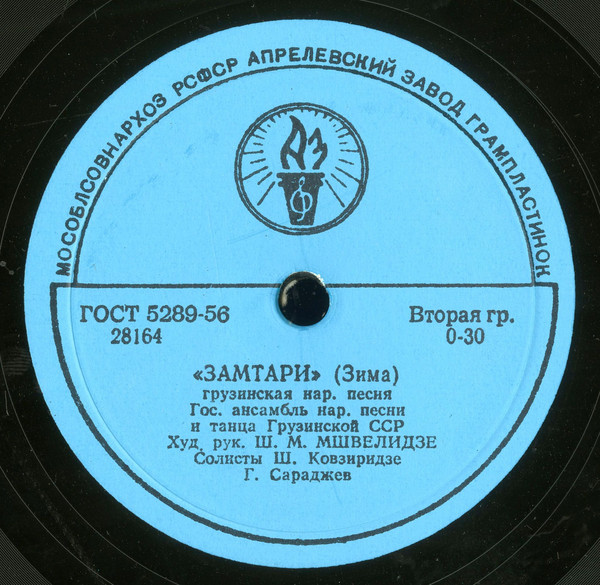 МОСОБЛСОВНАРХОЗ РСФСР АПРЕЛЕВСКИЙ ЗАВОД ГРАМПЛАСТИНОК
АЗ
ГОСТ 5289-56
28164
Вторая гр.
0-30
«ЗАМТАРИ» (Зима)
грузинская нар. песня
Гос. ансамбль нар. песни
и танца Грузинской ССР
Худ. рук. Ш. М. МШВЕЛИДЗЕ
Солисты Ш. Ковзиридзе
Г. Сараджев